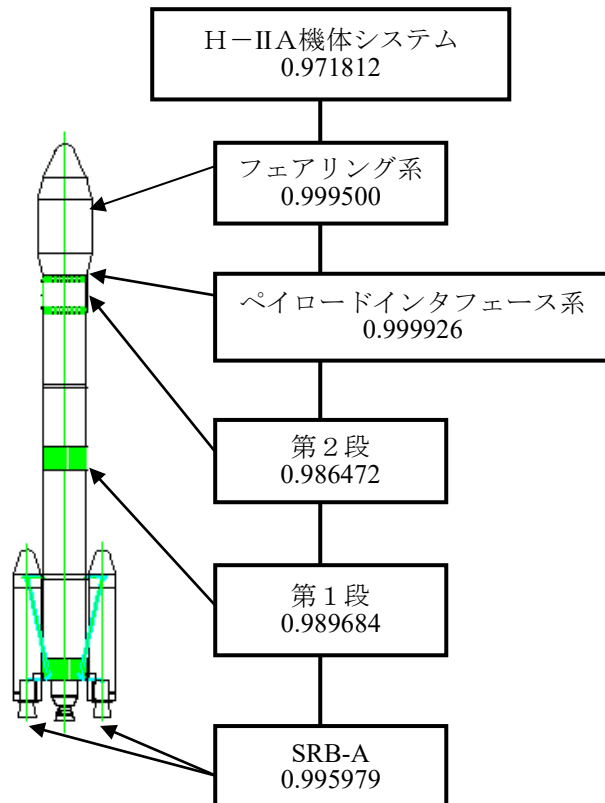 Ｈ－ⅡＡ機体システム
0.971812
フェアリング系
0.999500
ペイロードインタフェース系
0.999926
第２段
0.986472
第１段
0.989684
SRB-A
0.995979